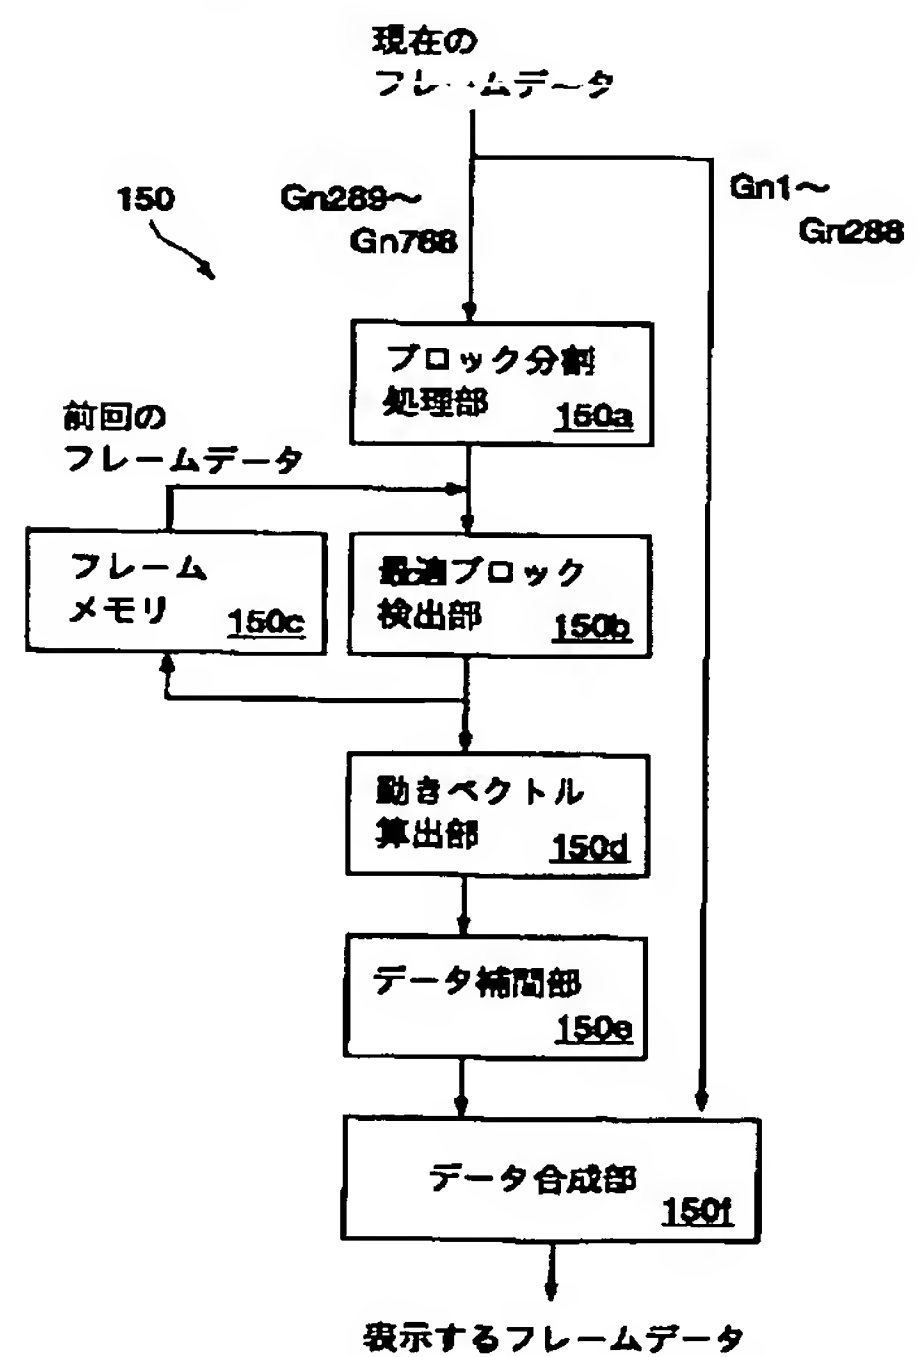 現在の
フレームデータ
150
Gn289～
Gn768
Gn1～
Gn288
ブロック分割
処理部 150a
前回の
フレームデータ
フレーム
メモリ 150c
最適ブロック
検出部 150b
動きベクトル
算出部 150d
データ補間部
150e
データ合成部
150f
表示するフレームデータ